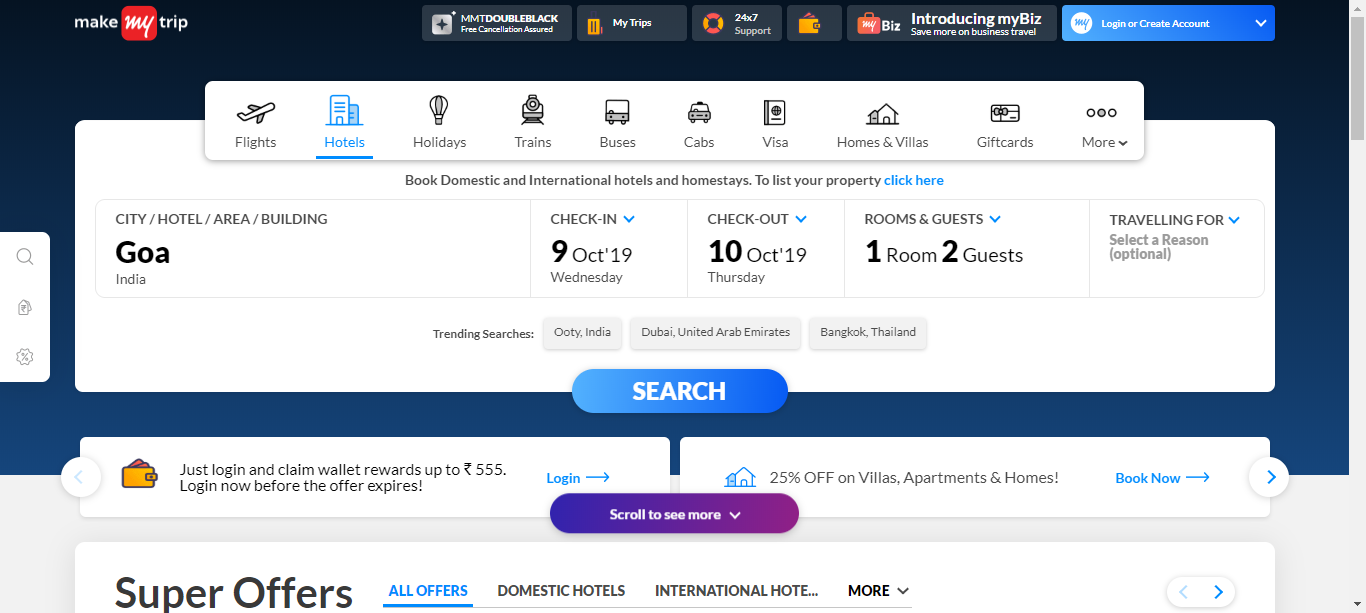 make my trip
MMTDOUBLEBLACK
Free Cancellation Assured
My Trips
24x7
Support
my Biz
Introducing myBiz
Save more on business travel
my
Login or Create Account
Flights
Hotels
Holidays
Trains
Buses
Cabs
Visa
Homes & Villas
Giftcards
More
Book Domestic and International hotels and homestays. To list your property click here
CITY / HOTEL / AREA / BUILDING
Goa
India
CHECK-IN
9 Oct'19
Wednesday
CHECK-OUT
10 Oct'19
Thursday
ROOMS & GUESTS
1 Room 2 Guests
TRAVELLING FOR
Select a Reason
(optional)
Trending Searches:
Ooty, India
Dubai, United Arab Emirates
Bangkok, Thailand
SEARCH
Just login and claim wallet rewards up to ₹ 555.
Login now before the offer expires!
Login
25% OFF on Villas, Apartments & Homes!
Book Now
Scroll to see more
Super Offers
ALL OFFERS
DOMESTIC HOTELS
INTERNATIONAL HOTE...
MORE